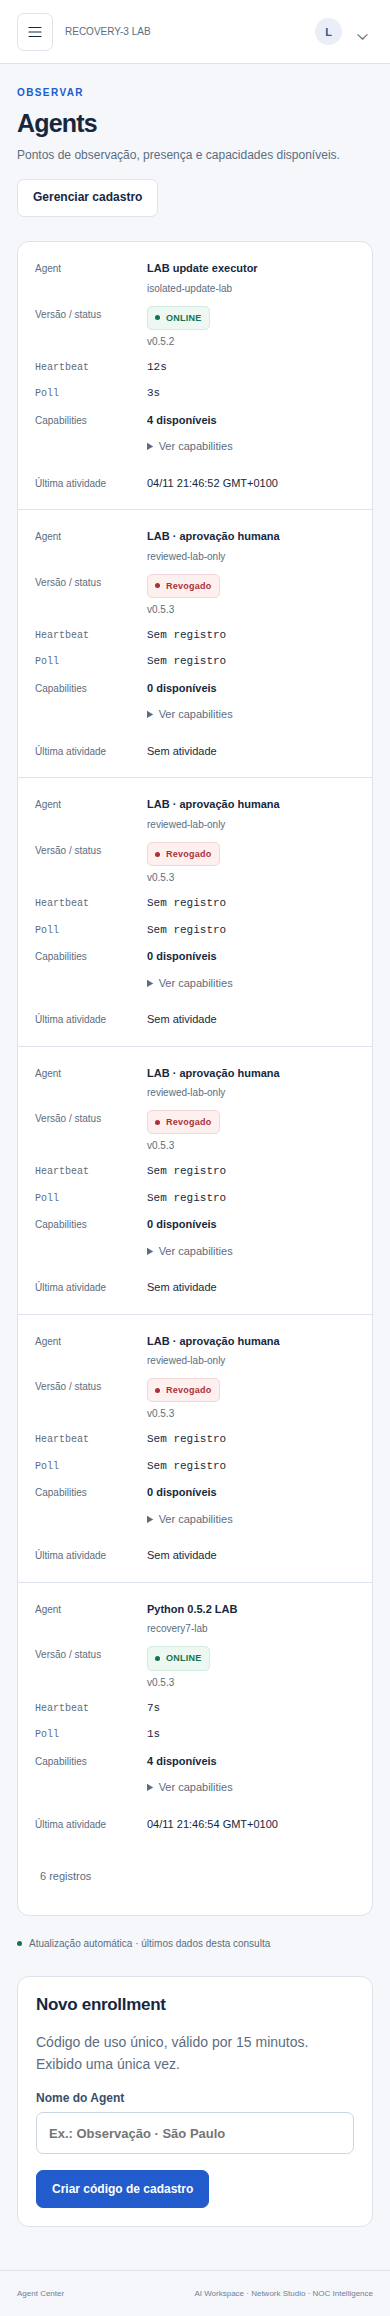 RECOVERY-3 LAB
L
OBSERVAR
Agents
Pontos de observação, presença e capacidades disponíveis.
Gerenciar cadastro
Agent LAB update executor
isolated-update-lab
Versão / status ONLINE
v0.5.2
Heartbeat 12s
Poll 3s
Capabilities 4 disponíveis
Ver capabilities
Última atividade 04/11 21:46:52 GMT+0100
Agent LAB · aprovação humana
reviewed-lab-only
Versão / status Revogado
v0.5.3
Heartbeat Sem registro
Poll Sem registro
Capabilities 0 disponíveis
Ver capabilities
Última atividade Sem atividade
Agent LAB · aprovação humana
reviewed-lab-only
Versão / status Revogado
v0.5.3
Heartbeat Sem registro
Poll Sem registro
Capabilities 0 disponíveis
Ver capabilities
Última atividade Sem atividade
Agent LAB · aprovação humana
reviewed-lab-only
Versão / status Revogado
v0.5.3
Heartbeat Sem registro
Poll Sem registro
Capabilities 0 disponíveis
Ver capabilities
Última atividade Sem atividade
Agent LAB · aprovação humana
reviewed-lab-only
Versão / status Revogado
v0.5.3
Heartbeat Sem registro
Poll Sem registro
Capabilities 0 disponíveis
Ver capabilities
Última atividade Sem atividade
Agent Python 0.5.2 LAB
recovery7-lab
Versão / status ONLINE
v0.5.3
Heartbeat 7s
Poll 1s
Capabilities 4 disponíveis
Ver capabilities
Última atividade 04/11 21:46:54 GMT+0100
6 registros
Atualização automática · últimos dados desta consulta
Novo enrollment
Código de uso único, válido por 15 minutos.
Exibido uma única vez.
Nome do Agent
Ex.: Observação · São Paulo
Criar código de cadastro
Agent Center AI Workspace · Network Studio · NOC Intelligence